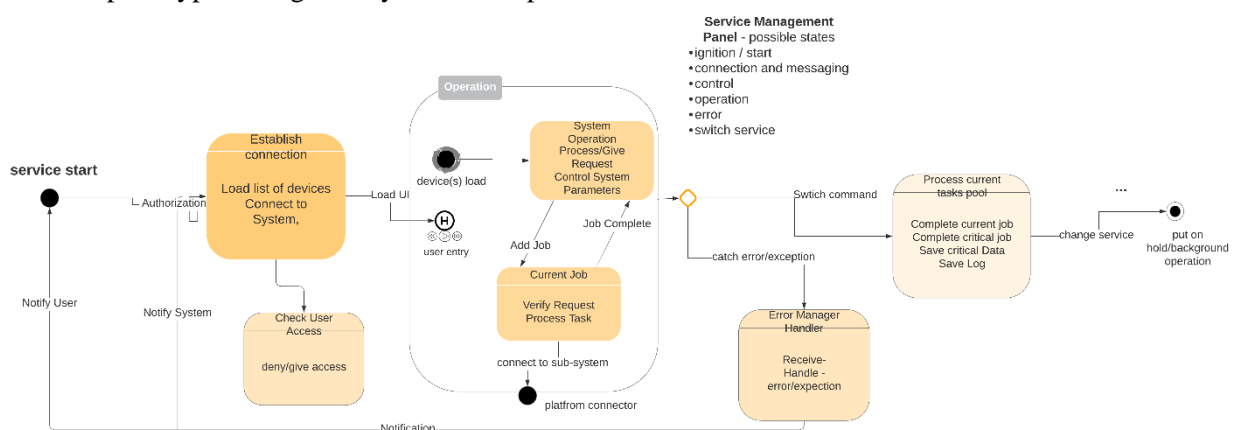 Service Management
Panel - possible states
•ignition / start
•connection and messaging
•control
•operation
•error
•switch service
Operation
service start
Authorization
Establish
connection
Load list of devices
Connect to
System,
Load UI
device(s) load
H
user entry
System
Operation
Process/Give
Request
Control System
Parameters
Add Job
Job Complete
Current Job
Verify Request
Process Task
connect to sub-system
platfrom connector
Check User
Access
deny/give access
Notify User
Notify System
Notification
catch error/exception
Error Manager
Handler
Receive-
Handle -
error/expection
Swtich command
Process current
tasks pool
Complete current job
Complete critical job
Save critical Data
Save Log
change service
...
put on
hold/background
operation